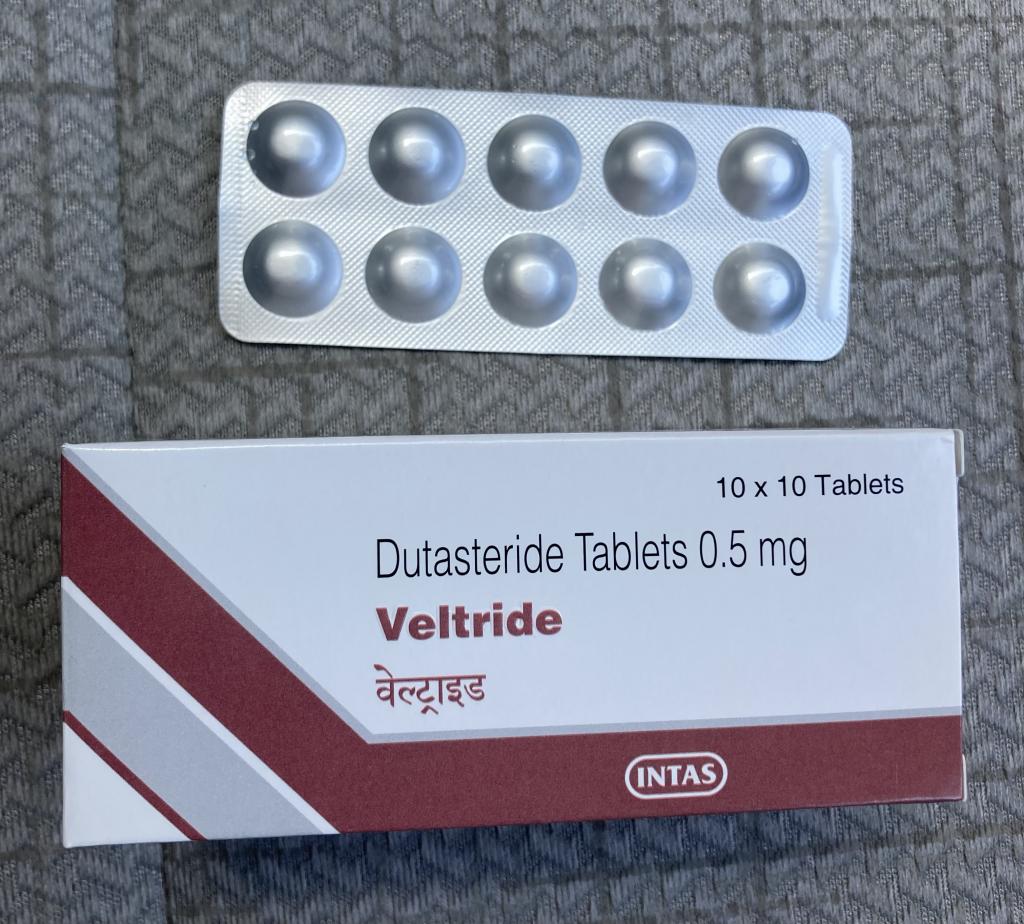 10 x 10 Tablets
Dutasteride Tablets 0.5 mg
Veltride
वेल्ट्राइड
INTAS